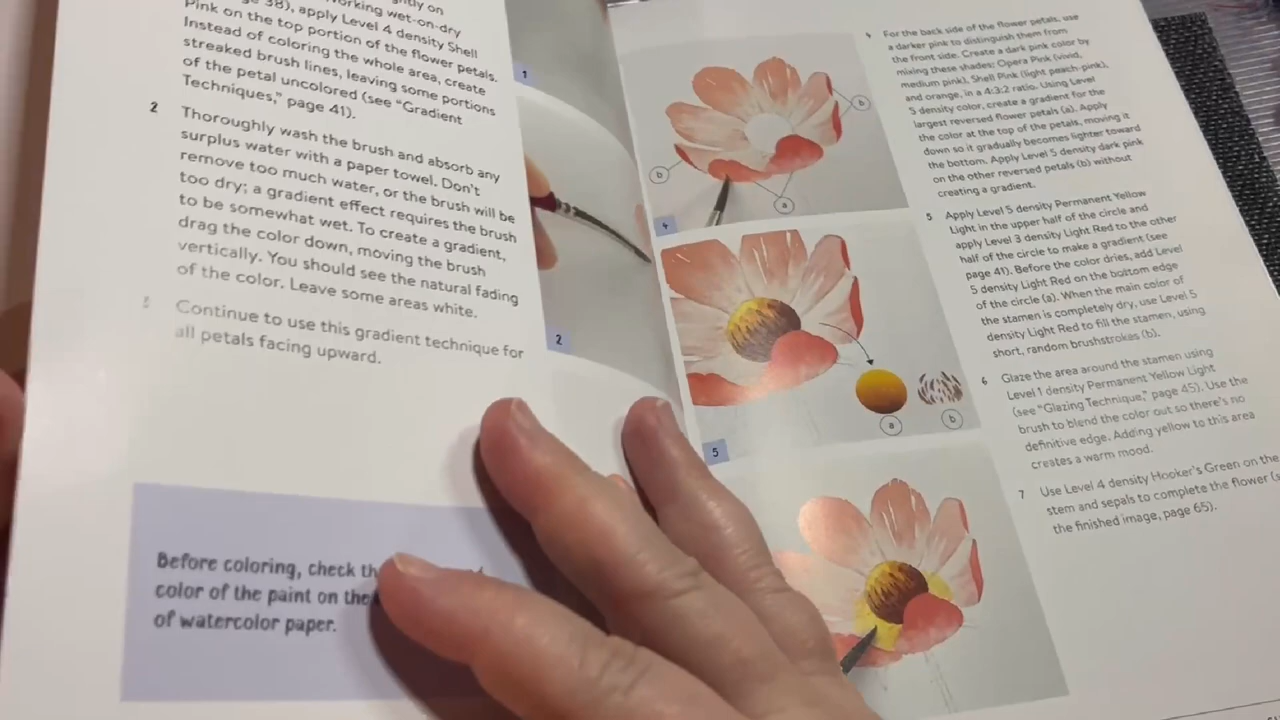 38), apply Level 4 density Shell
Pink on the top portion of the flower petals.
Instead of coloring the whole area, create
streaked brush lines, leaving some portions
of the petal uncolored (see "Gradient
Techniques," page 41).
2 Thoroughly wash the brush and absorb any
surplus water with a paper towel. Don't
remove too much water, or the brush will be
too dry; a gradient effect requires the brush
to be somewhat wet. To create a gradient,
drag the color down, moving the brush
vertically. You should see the natural fading
of the color. Leave some areas white.
3 Continue to use this gradient technique for
all petals facing upward.
Before coloring, check
color of the paint on the
of watercolor paper.
1
2
b
b
a
4
a
b
5
4 For the back side of the flower petals, use
a darker pink to distinguish them from
the front side. Create a dark pink color by
mixing these shades: Opera Pink (vivid,
medium pink), Shell Pink (light peach-pink),
and orange, in a 4:3:2 ratio. Using Level
5 density color, create a gradient for the
largest reversed flower petals (a). Apply
the color at the top of the petals, moving it
down so it gradually becomes lighter toward
the bottom. Apply Level 5 density dark pink
on the other reversed petals (b) without
creating a gradient.
5 Apply Level 5 density Permanent Yellow
Light in the upper half of the circle and
apply Level 3 density Light Red to the other
half of the circle to make a gradient (see
page 41). Before the color dries, add Level
5 density Light Red on the bottom edge
of the circle (a). When the main color of
the stamen is completely dry, use Level 5
density Light Red to fill the stamen, using
short, random brushstrokes (b).
6 Glaze the area around the stamen using
Level 1 density Permanent Yellow Light
(see "Glazing Technique," page 45). Use the
brush to blend the color out so there's no
definitive edge. Adding yellow to this area
creates a warm mood.
7 Use Level 4 density Hooker's Green on the
stem and sepals to complete the flower
the finished image, page 65).